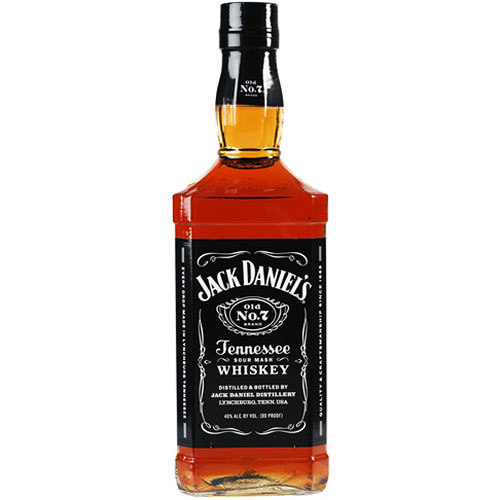 Old
No.7
BRAND
JACK DANIEL'S
Old
No.7
BRAND
Tennessee
SOUR MASH
WHISKEY
DISTILLED & BOTTLED BY
JACK DANIEL DISTILLERY
LYNCHBURG, TENN. USA
40% ALC. BY VOL. (80 PROOF)
EVERY DROP MADE IN LYNCHBURG TENNESSEE
QUALITY & CRAFTSMANSHIP SINCE 1866